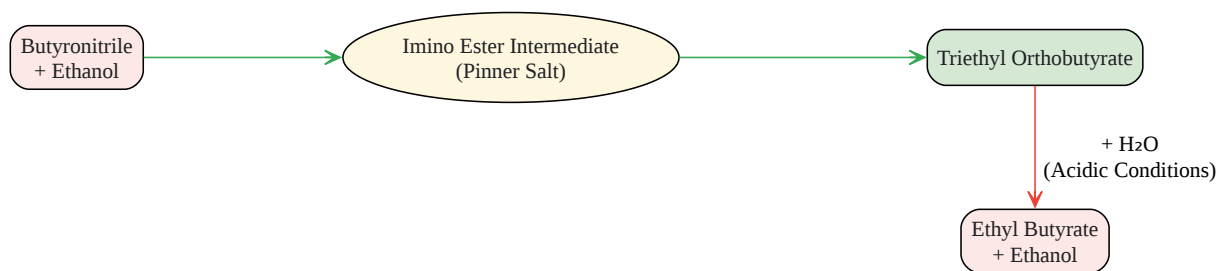 Butyronitrile
+ Ethanol
Imino Ester Intermediate
(Pinner Salt)
Triethyl Orthobutyrate
+ H₂O
(Acidic Conditions)
Ethyl Butyrate
+ Ethanol